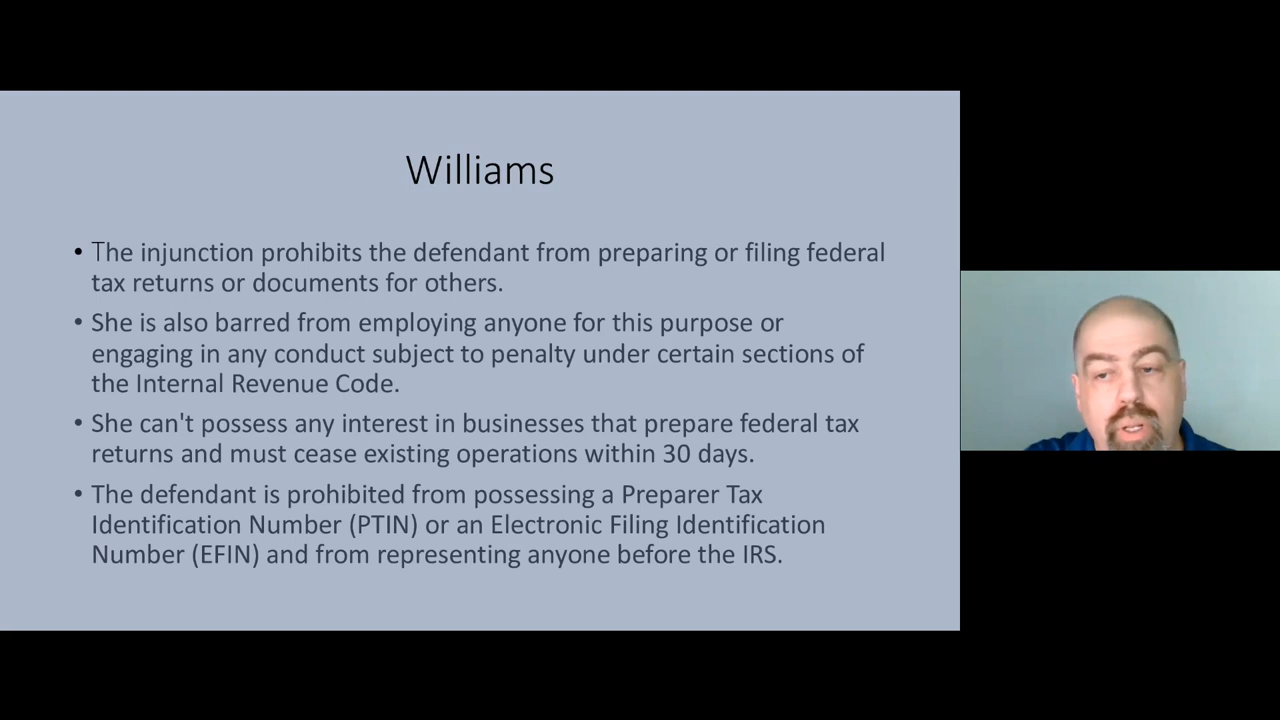 Williams
• The injunction prohibits the defendant from preparing or filing federal
tax returns or documents for others.
• She is also barred from employing anyone for this purpose or
engaging in any conduct subject to penalty under certain sections of
the Internal Revenue Code.
• She can't possess any interest in businesses that prepare federal tax
returns and must cease existing operations within 30 days.
• The defendant is prohibited from possessing a Preparer Tax
Identification Number (PTIN) or an Electronic Filing Identification
Number (EFIN) and from representing anyone before the IRS.